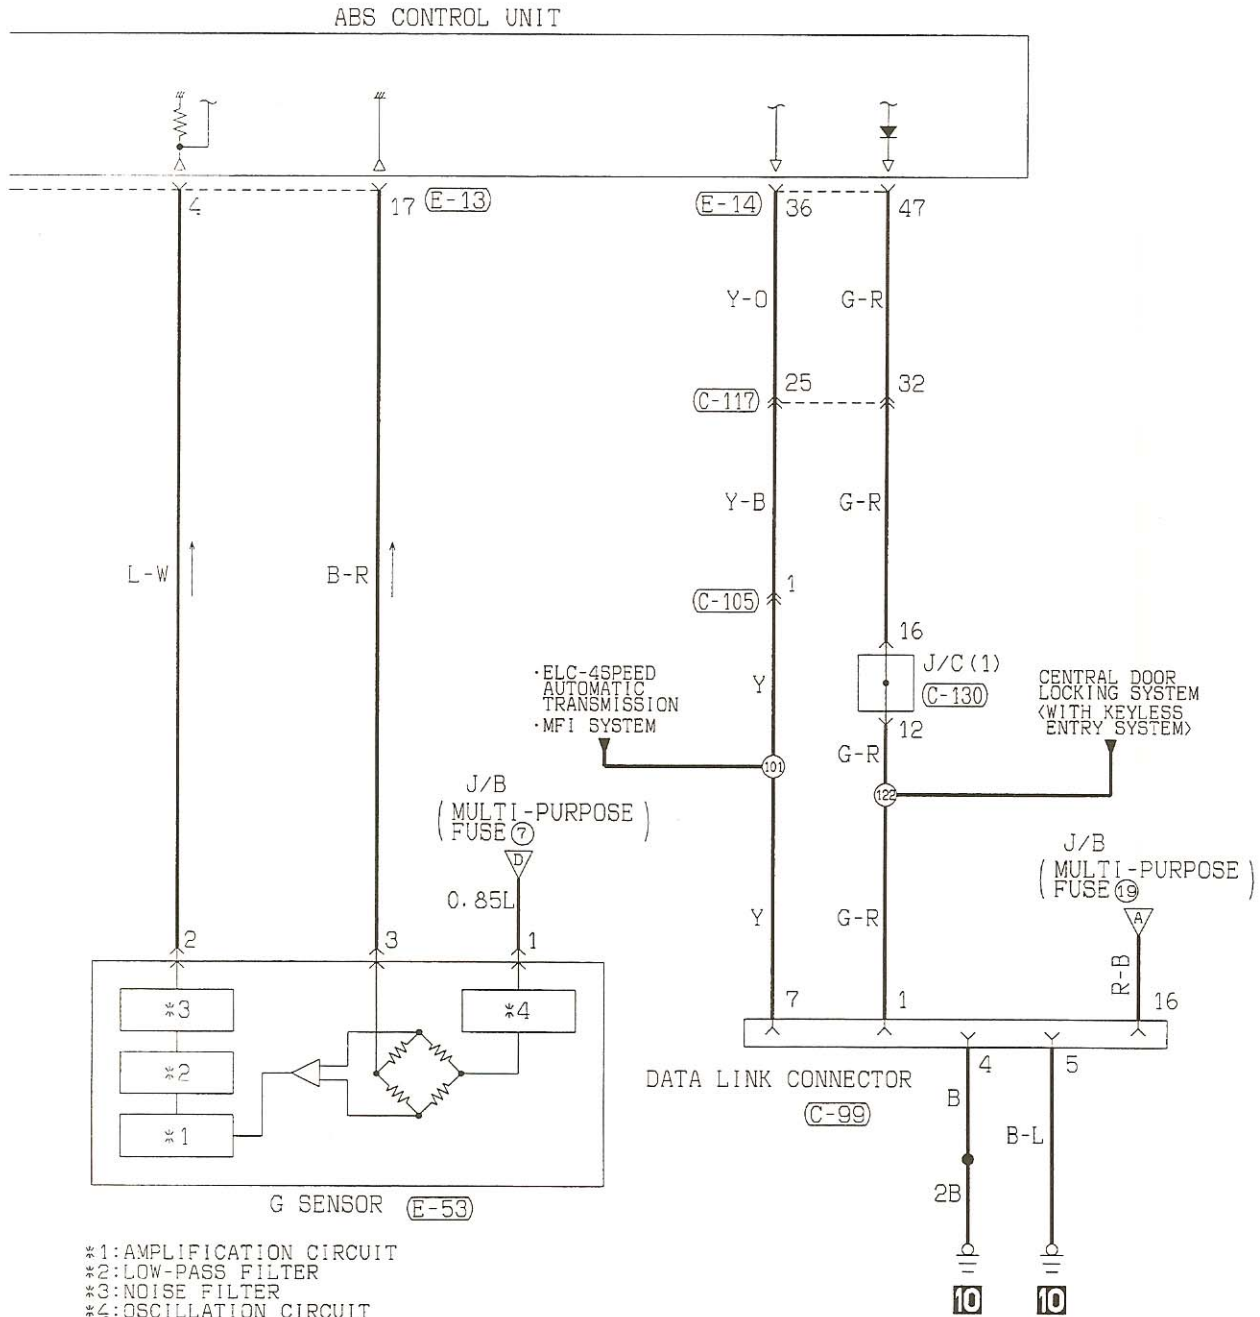 ABS CONTROL UNIT
4
17
E-13
E-14
36
47
Y-O
G-R
25
32
C-117
Y-B
G-R
L-W
B-R
1
C-105
16
J/C(1)
C-130
12
·ELC-4SPEED
AUTOMATIC
TRANSMISSION
·MFI SYSTEM
Y
CENTRAL DOOR
LOCKING SYSTEM
<WITH KEYLESS
ENTRY SYSTEM>
G-R
101
122
J/B
(MULTI-PURPOSE
FUSE 7)
D
0.85L
J/B
(MULTI-PURPOSE
FUSE 19)
A
Y
G-R
R-B
2
3
1
7
1
16
*3
*4
*2
*1
4
5
DATA LINK CONNECTOR
C-99
B
B-L
2B
G SENSOR
E-53
10
10
*1:AMPLIFICATION CIRCUIT
*2:LOW-PASS FILTER
*3:NOISE FILTER
*4:OSCILLATION CIRCUIT